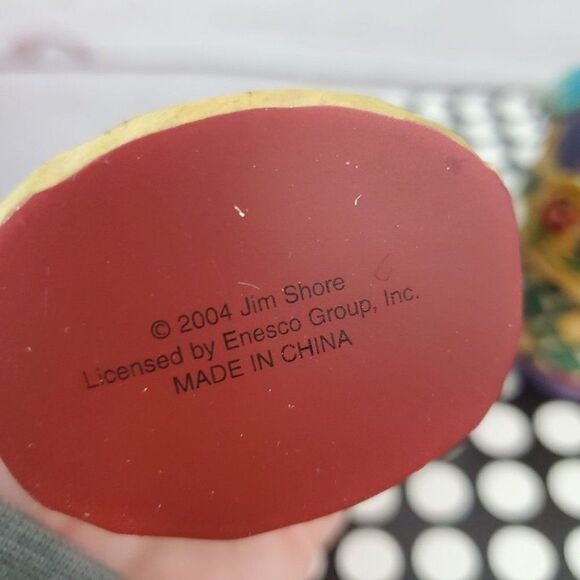 © 2004 Jim Shore
Licensed by Enesco Group, Inc.
MADE IN CHINA